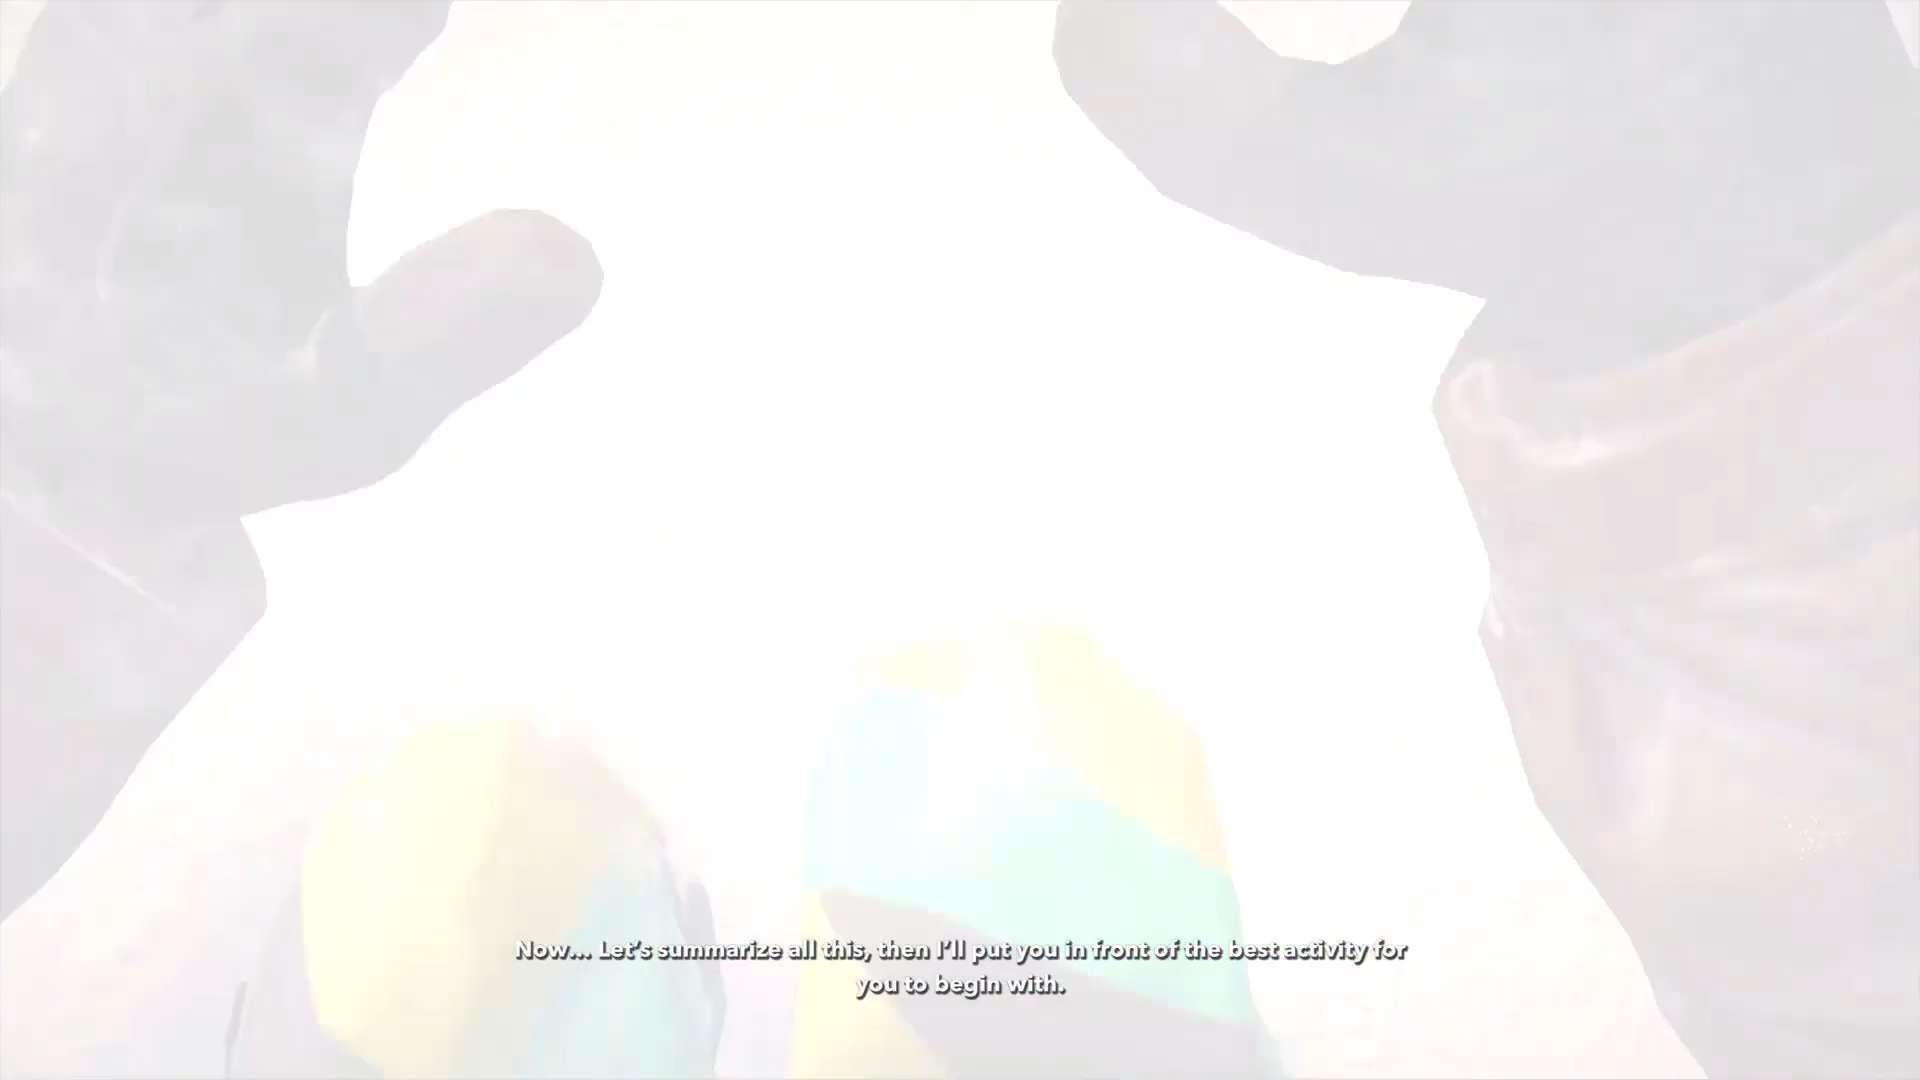 Now... Let's summarize all this, then I'll put you in front of the best activity for
you to begin with.